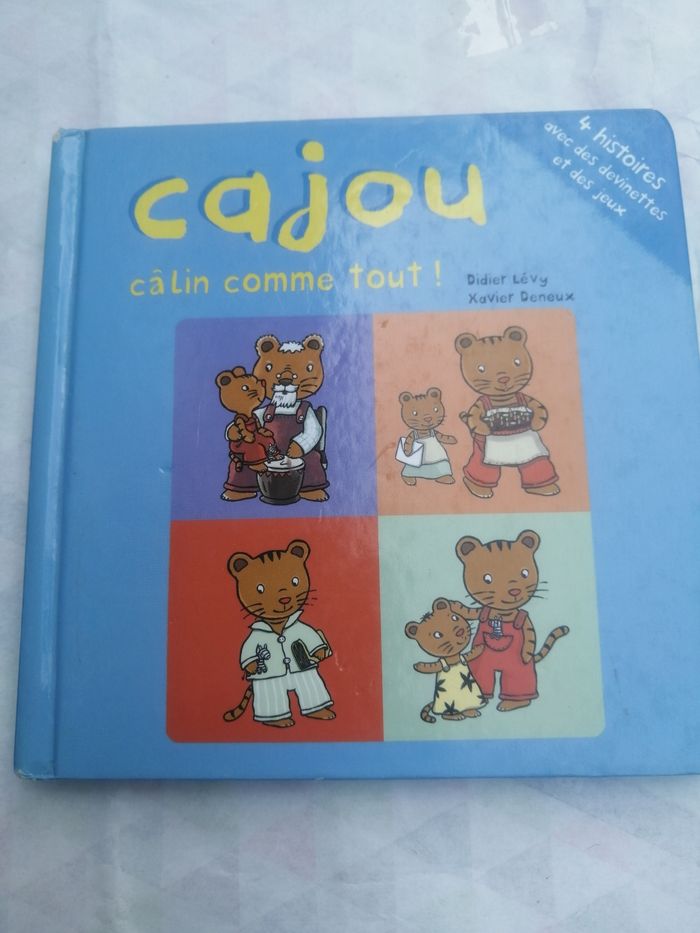 cajou
câlin comme tout !
Didier Lévy
Xavier Deneux
4 histoires
avec des devinettes
et des jeux